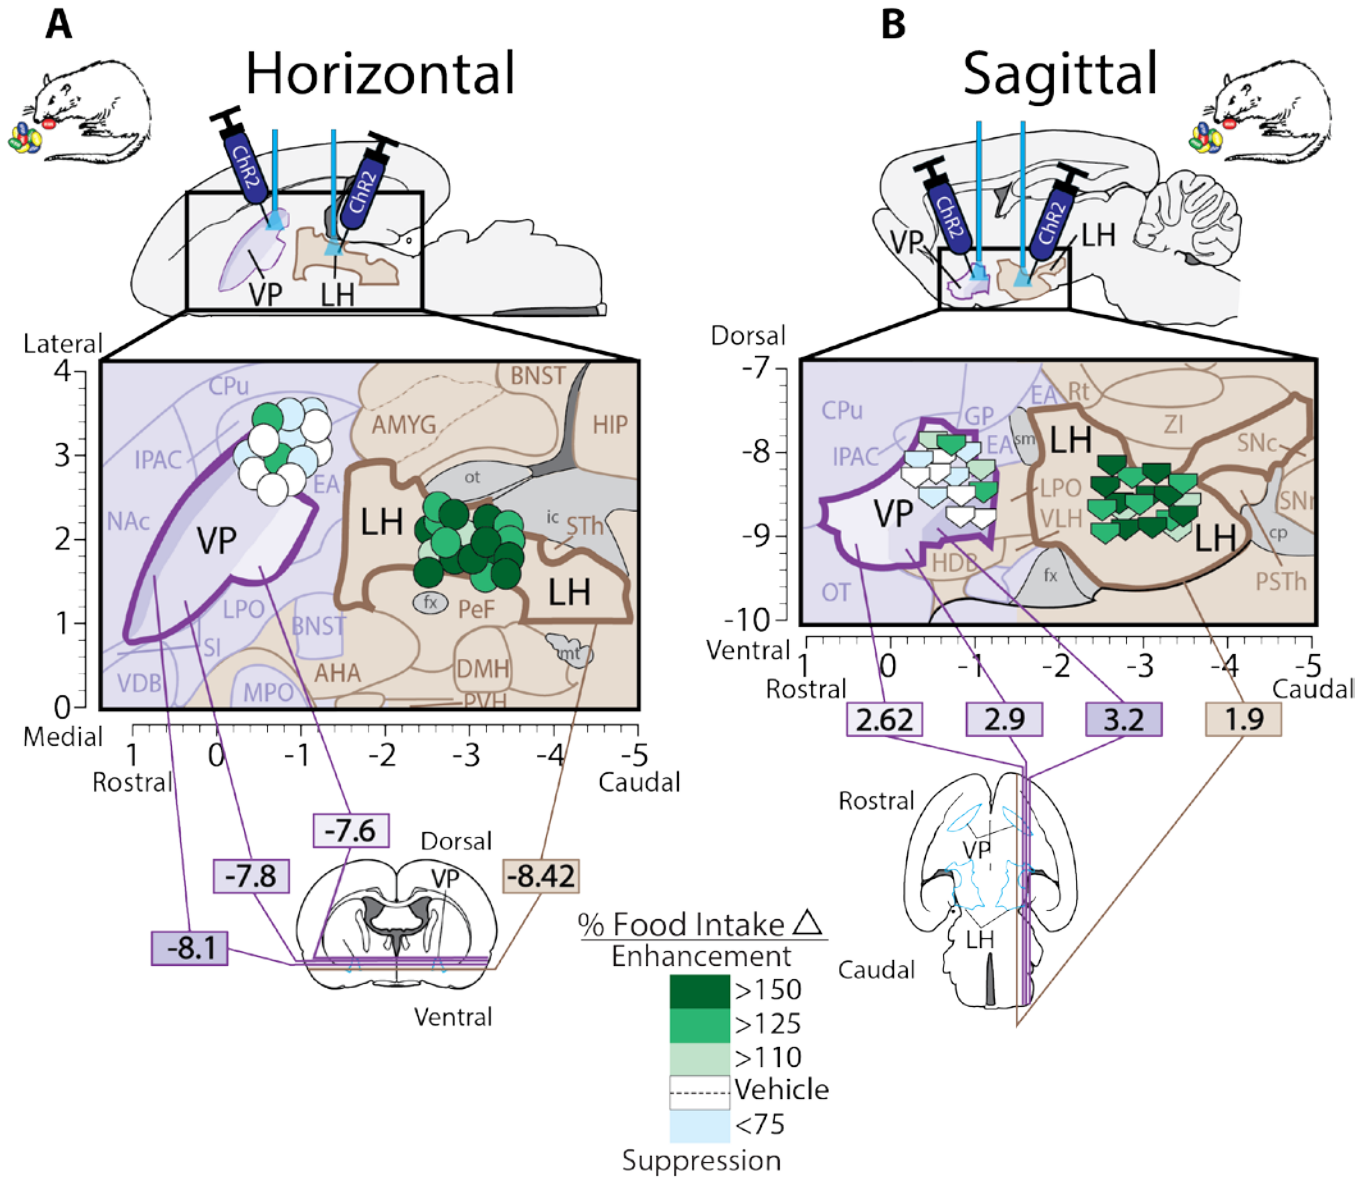 A
B
Horizontal
Sagittal
ChR2
ChR2
VP
LH
ChR2
ChR2
VP
LH
Lateral
4
3
2
1
0
Medial
CPu
BNST
AMYG
HIP
IPAC
ot
EA
NAc
LH
ic
STh
VP
LH
fx
PeF
LPO
BNST
SI
AHA
DMH
mt
VDB
MPO
PVH
1
0
-1
-2
-3
-4
-5
Rostral
Caudal
Dorsal
-7
-8
-9
-10
Ventral
EA
Rt
CPu
GP
ZI
LH
sm
EA
IPAC
SNc
LPO
SNr
VP
VLH
LH
cp
HDB
fx
PSTh
OT
1
0
-1
-2
-3
-4
-5
Rostral
Caudal
2.62
2.9
3.2
1.9
-7.6
-7.8
-8.1
-8.42
Dorsal
VP
Ventral
Rostral
VP
LH
Caudal
% Food Intake △
Enhancement
>150
>125
>110
Vehicle
<75
Suppression